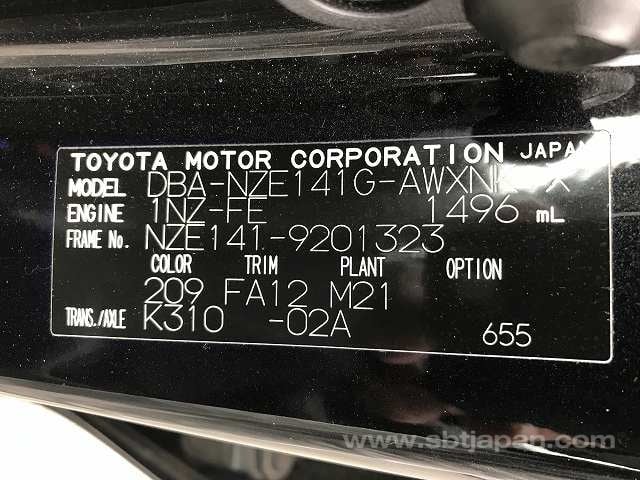 TOYOTA MOTOR CORPORATION JAPAN
MODEL DBA-NZE141G-AWXN
ENGINE 1NZ-FE 1496 mL
FRAME No. NZE141-9201323
COLOR TRIM PLANT OPTION
209 FA12 M21
TRANS./AXLE K310 -02A
655
www.sbtjapan.com